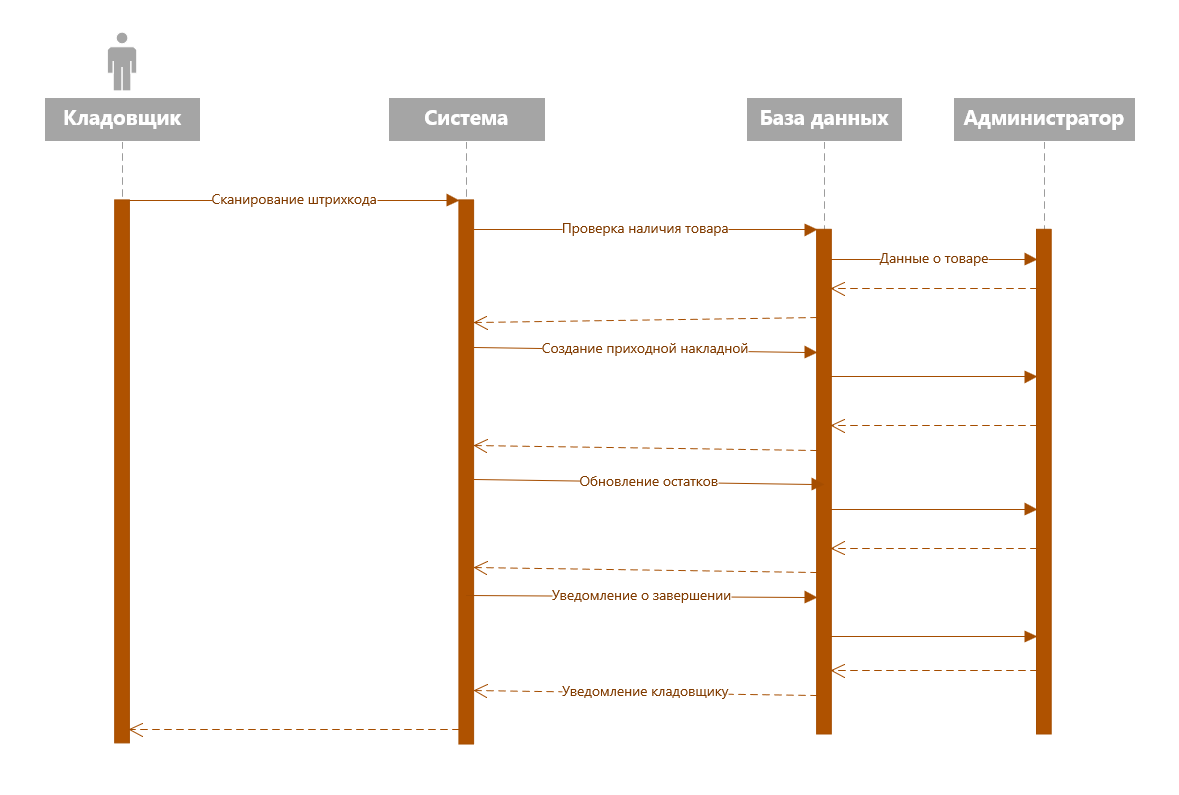 Кладовщик
Система
База данных
Администратор
Сканирование штрихкода
Проверка наличия товара
Данные о товаре
Создание приходной накладной
Обновление остатков
Уведомление о завершении
Уведомление кладовщику